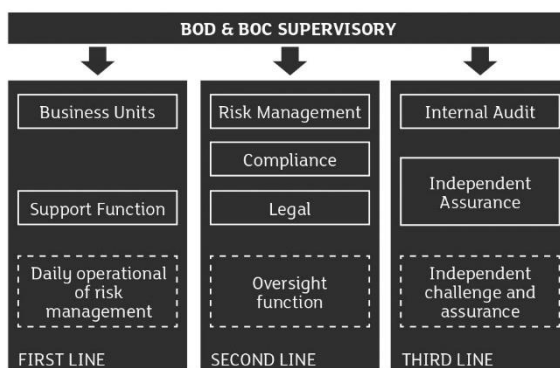 BOD & BOC SUPERVISORY
Business Units
Support Function
Daily operational
of risk
management
FIRST LINE
Risk Management
Compliance
Legal
Oversight
function
SECOND LINE
Internal Audit
Independent
Assurance
Independent
challenge and
assurance
THIRD LINE